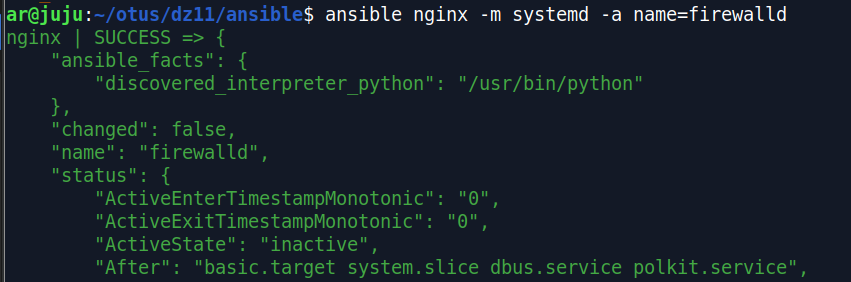 ar@juju:~/otus/dz11/ansible$ ansible nginx -m systemd -a name=firewalld
nginx | SUCCESS => {
    "ansible_facts": {
        "discovered_interpreter_python": "/usr/bin/python"
    },
    "changed": false,
    "name": "firewalld",
    "status": {
        "ActiveEnterTimestampMonotonic": "0",
        "ActiveExitTimestampMonotonic": "0",
        "ActiveState": "inactive",
        "After": "basic.target system.slice dbus.service polkit.service",